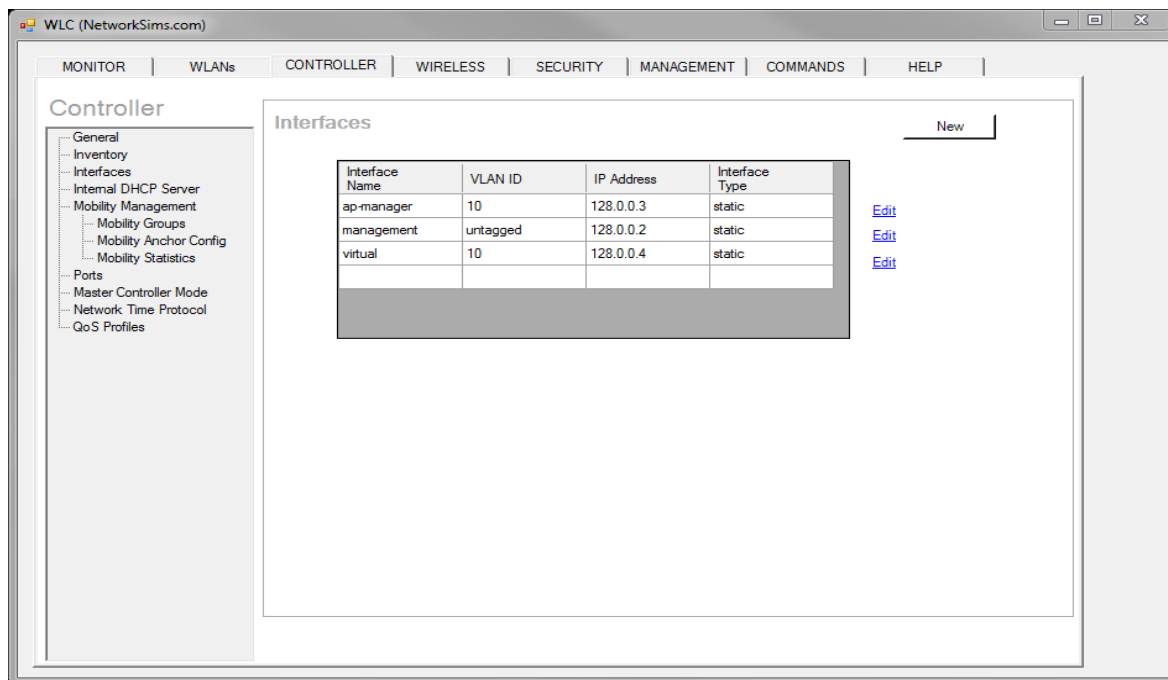 WLC (NetworkSims.com)
MONITOR WLANs CONTROLLER WIRELESS SECURITY MANAGEMENT COMMANDS HELP
Controller
General
Inventory
Interfaces
Internal DHCP Server
Mobility Management
Mobility Groups
Mobility Anchor Config
Mobility Statistics
Ports
Master Controller Mode
Network Time Protocol
QoS Profiles
Interfaces
New
Interface Name VLAN ID IP Address Interface Type
ap-manager 10 128.0.0.3 static Edit
management untagged 128.0.0.2 static Edit
virtual 10 128.0.0.4 static Edit